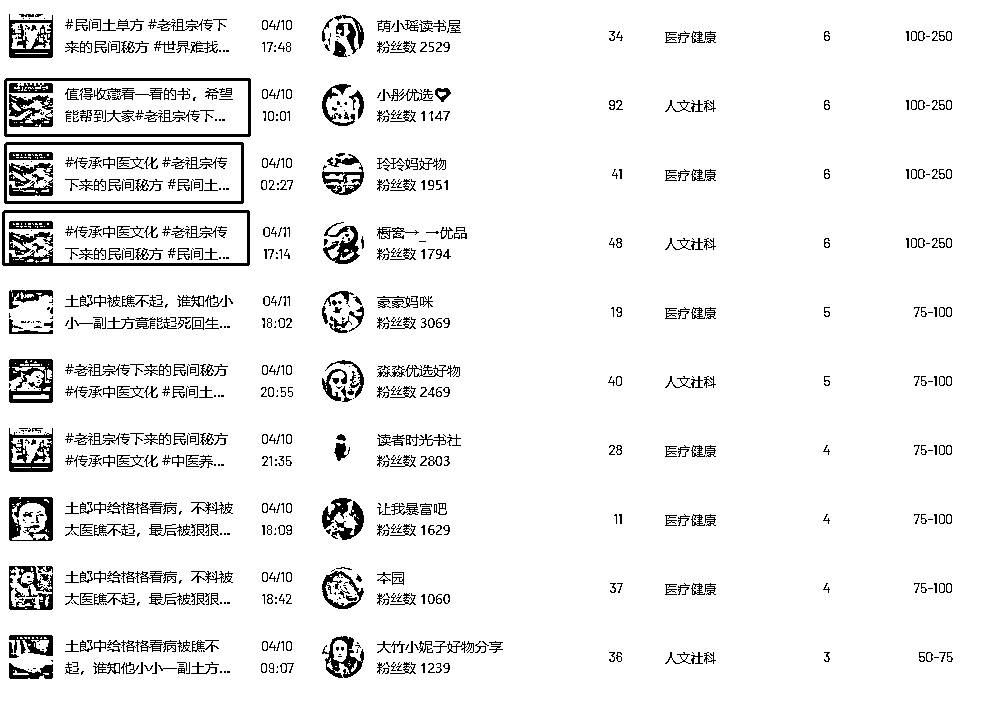 #民间土单方 #老祖宗传下
来的民间秘方 #世界难找...
04/10
17:48
萌小瑶读书屋
粉丝数 2529
34
医疗健康
6
100-250
值得收藏看一看的书，希望
能帮到大家#老祖宗传下...
04/10
10:01
小彤优选
粉丝数 1147
92
人文社科
6
100-250
#传承中医文化 #老祖宗传
下来的民间秘方 #民间土...
04/10
02:27
玲玲妈好物
粉丝数 1951
41
医疗健康
6
100-250
#传承中医文化 #老祖宗传
下来的民间秘方 #民间土...
04/11
17:14
橱窗→_→优品
粉丝数 1794
48
人文社科
6
100-250
土郎中被瞧不起，谁知他小
小一副土方竟能起死回生...
04/11
18:02
豪豪妈咪
粉丝数 3069
19
医疗健康
5
75-100
#老祖宗传下来的民间秘方
#传承中医文化 #民间土...
04/10
20:55
淼淼优选好物
粉丝数 2469
40
人文社科
5
75-100
#老祖宗传下来的民间秘方
#传承中医文化 #中医养...
04/10
21:35
读者时光书社
粉丝数 2803
28
医疗健康
4
75-100
土郎中给格格看病，不料被
太医瞧不起，最后被狠狠...
04/10
18:09
让我暴富吧
粉丝数 1629
11
医疗健康
4
75-100
土郎中给格格看病，不料被
太医瞧不起，最后被狠狠...
04/10
18:42
本园
粉丝数 1060
37
医疗健康
4
75-100
土郎中给格格看病被瞧不
起，谁知他小小一副土方...
04/10
09:07
大竹小妮子好物分享
粉丝数 1239
36
人文社科
3
50-75